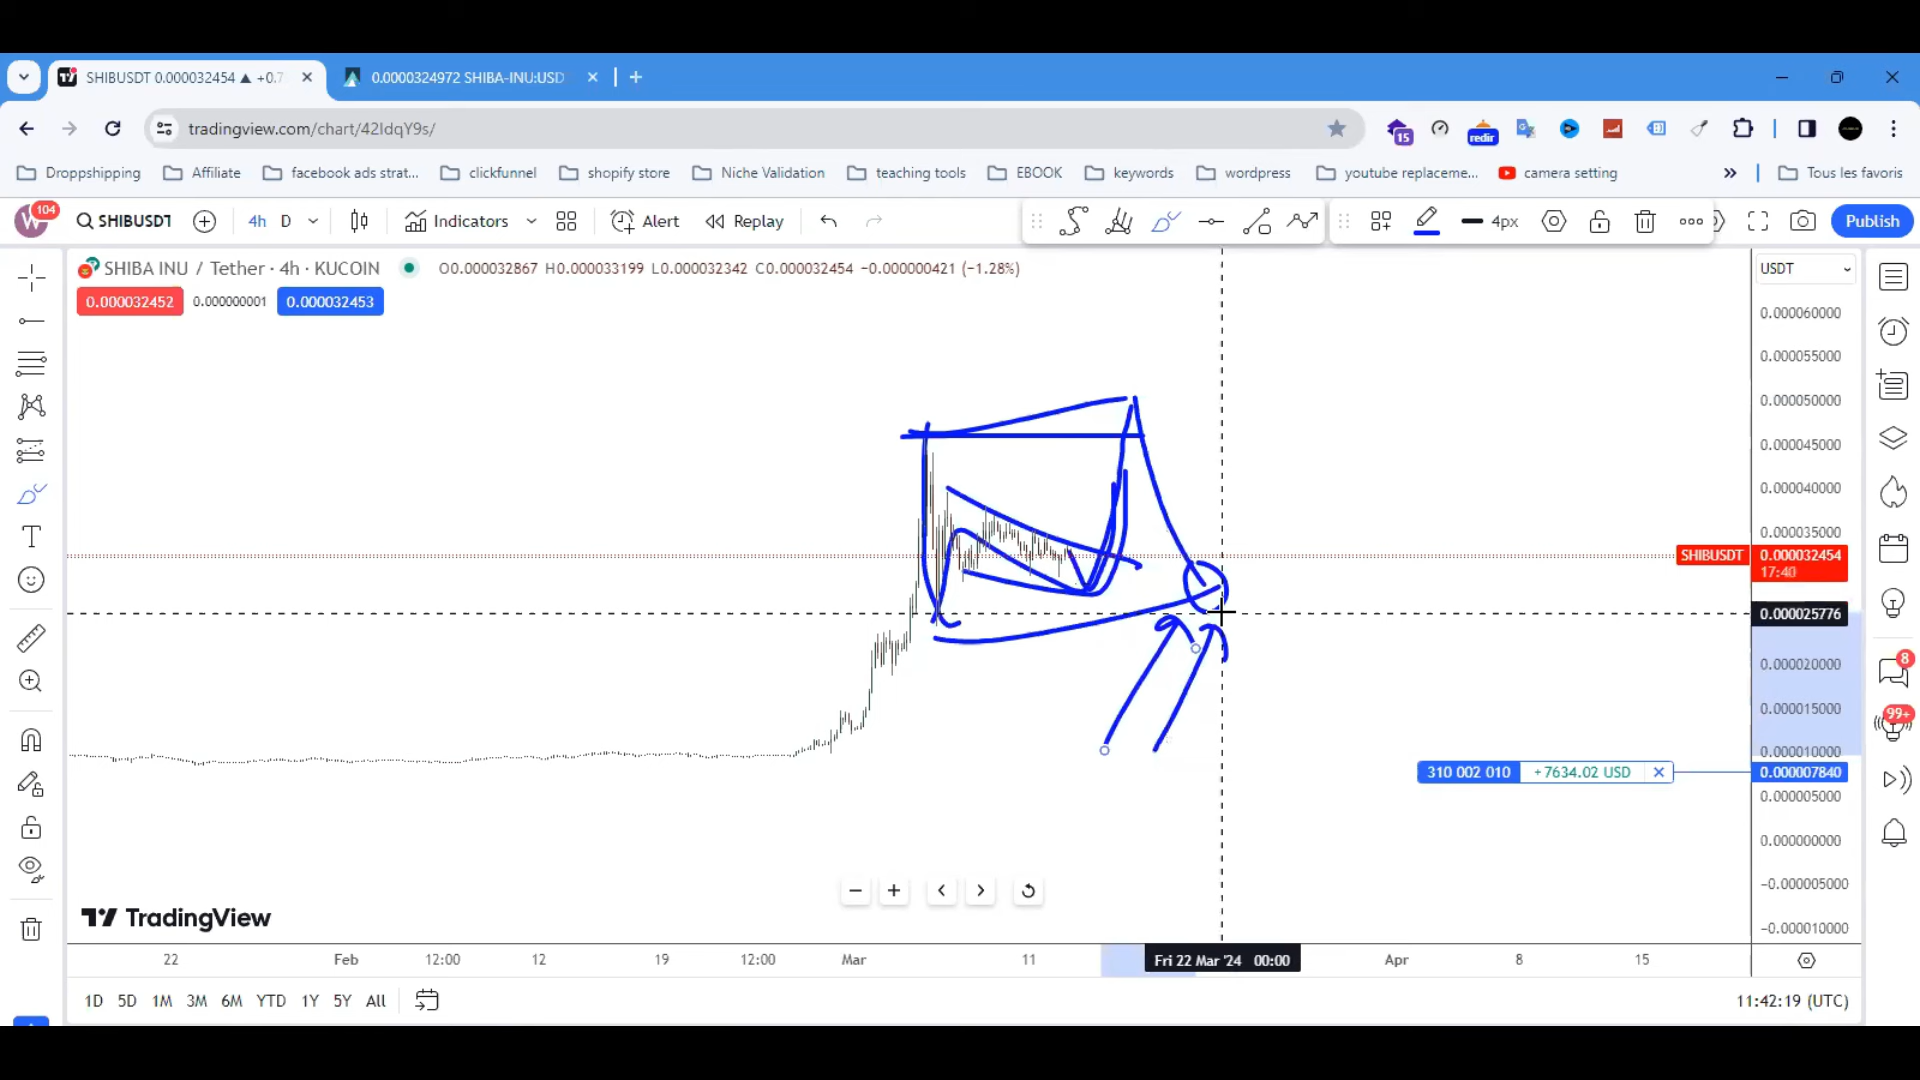 SHIBUSDT 0.000032454 ▲ +0.7
0.0000324972 SHIBA-INU:USD
tradingview.com/chart/42IdqY9s/
15
redir
Droppshipping
Affiliate
facebook ads strat...
clickfunnel
shopify store
Niche Validation
teaching tools
EBOOK
keywords
wordpress
youtube replaceme...
camera setting
Tous les favoris
W
104
SHIBUSDT
4h
D
Indicators
Alert
Replay
4px
Publish
SHIBA INU / Tether · 4h · KUCOIN
O0.000032867 H0.000033199 L0.000032342 C0.000032454 −0.000000421 (−1.28%)
USDT
0.000032452
0.000000001
0.000032453
0.000060000
0.000055000
0.000050000
0.000045000
0.000040000
0.000035000
SHIBUSDT
0.000032454
17:40
0.000025776
0.000020000
8
0.000015000
99+
0.000010000
310 002 010
+7634.02 USD
0.000007840
0.000005000
0.000000000
−0.000005000
−0.000010000
TradingView
22
Feb
12:00
12
19
12:00
Mar
11
Fri 22 Mar '24 00:00
Apr
8
15
1D 5D 1M 3M 6M YTD 1Y 5Y All
11:42:19 (UTC)